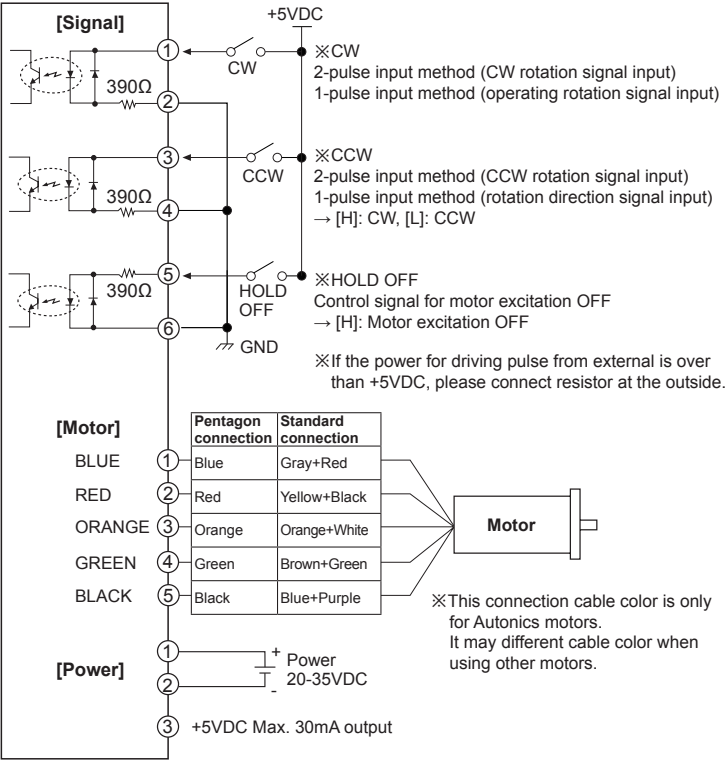 [Signal]
+5VDC
1
CW
390Ω
2
※CW
2-pulse input method (CW rotation signal input)
1-pulse input method (operating rotation signal input)
3
CCW
390Ω
4
※CCW
2-pulse input method (CCW rotation signal input)
1-pulse input method (rotation direction signal input)
→ [H]: CW, [L]: CCW
5
390Ω
HOLD
OFF
6
GND
※HOLD OFF
Control signal for motor excitation OFF
→ [H]: Motor excitation OFF
※If the power for driving pulse from external is over
than +5VDC, please connect resistor at the outside.
[Motor]
Pentagon connection Standard connection
BLUE 1 Blue Gray+Red
RED 2 Red Yellow+Black
ORANGE 3 Orange Orange+White
GREEN 4 Green Brown+Green
BLACK 5 Black Blue+Purple
Motor
※This connection cable color is only
for Autonics motors.
It may different cable color when
using other motors.
[Power]
1
2
+
-
Power
20-35VDC
3 +5VDC Max. 30mA output